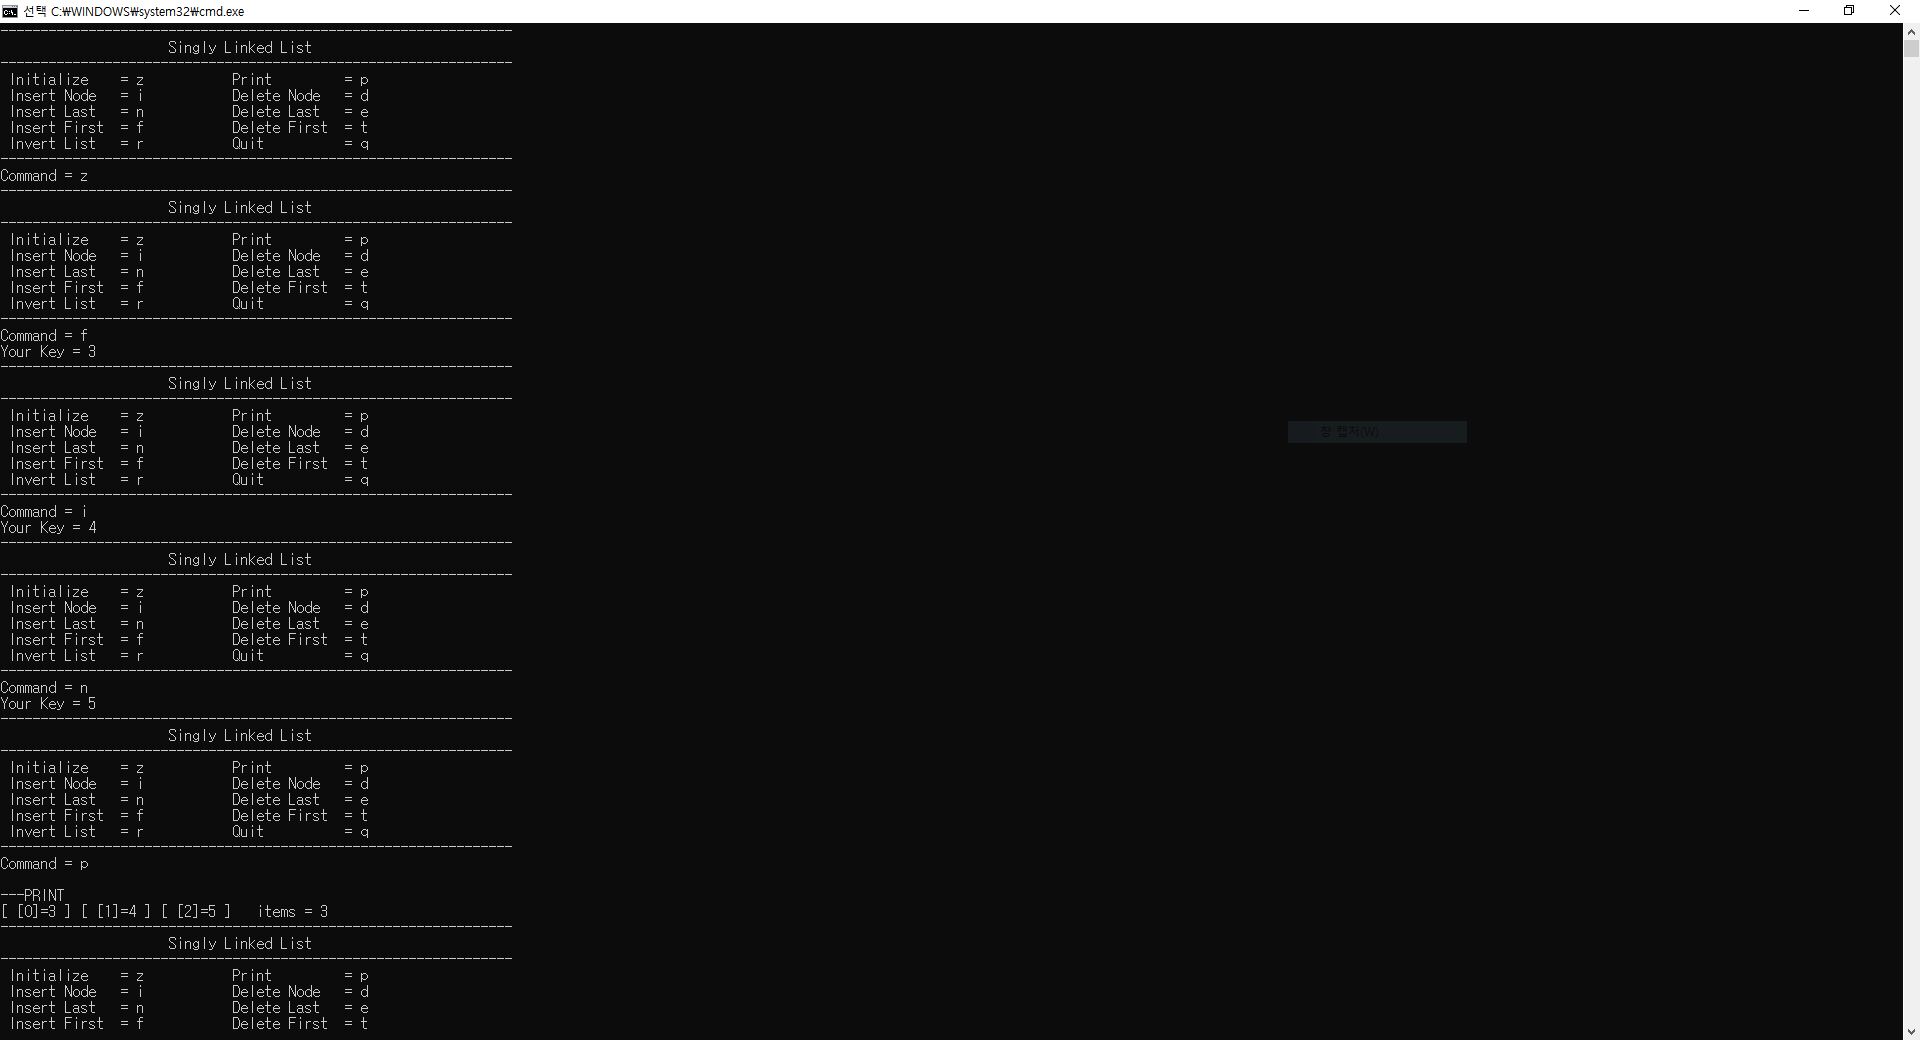 선택 C:\WINDOWS\system32\cmd.exe
----------------------------------------------------------------
                     Singly Linked List
----------------------------------------------------------------
 Initialize    = z           Print         = p
 Insert Node   = i           Delete Node   = d
 Insert Last   = n           Delete Last   = e
 Insert First  = f           Delete First  = t
 Invert List   = r           Quit          = q
----------------------------------------------------------------
Command = z
----------------------------------------------------------------
                     Singly Linked List
----------------------------------------------------------------
 Initialize    = z           Print         = p
 Insert Node   = i           Delete Node   = d
 Insert Last   = n           Delete Last   = e
 Insert First  = f           Delete First  = t
 Invert List   = r           Quit          = q
----------------------------------------------------------------
Command = f
Your Key = 3
----------------------------------------------------------------
                     Singly Linked List
----------------------------------------------------------------
 Initialize    = z           Print         = p
 Insert Node   = i           Delete Node   = d
 Insert Last   = n           Delete Last   = e
 Insert First  = f           Delete First  = t
 Invert List   = r           Quit          = q
----------------------------------------------------------------
Command = i
Your Key = 4
----------------------------------------------------------------
                     Singly Linked List
----------------------------------------------------------------
 Initialize    = z           Print         = p
 Insert Node   = i           Delete Node   = d
 Insert Last   = n           Delete Last   = e
 Insert First  = f           Delete First  = t
 Invert List   = r           Quit          = q
----------------------------------------------------------------
Command = n
Your Key = 5
----------------------------------------------------------------
                     Singly Linked List
----------------------------------------------------------------
 Initialize    = z           Print         = p
 Insert Node   = i           Delete Node   = d
 Insert Last   = n           Delete Last   = e
 Insert First  = f           Delete First  = t
 Invert List   = r           Quit          = q
----------------------------------------------------------------
Command = p
---PRINT
[ [0]=3 ] [ [1]=4 ] [ [2]=5 ]   items = 3
----------------------------------------------------------------
                     Singly Linked List
----------------------------------------------------------------
 Initialize    = z           Print         = p
 Insert Node   = i           Delete Node   = d
 Insert Last   = n           Delete Last   = e
 Insert First  = f           Delete First  = t
창 캡처(W)